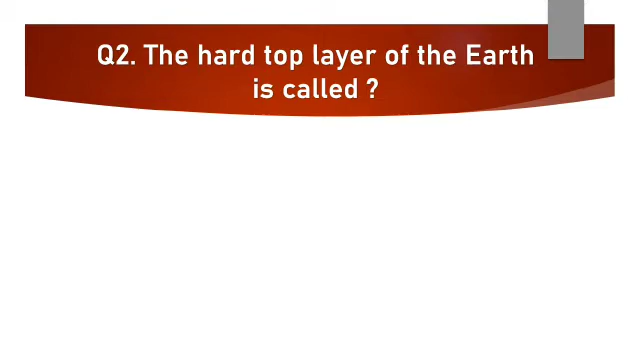 Q2. The hard top layer of the Earth
is called ?